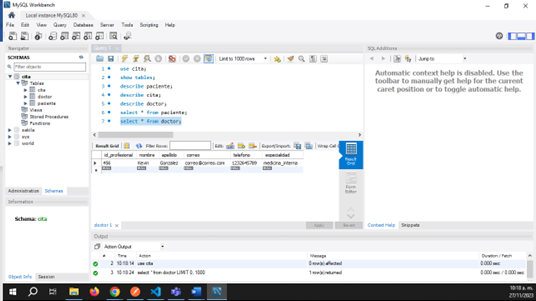 MySQL Workbench
Local instance MySQL80
File Edit View Query Database Server Tools Scripting Help
Navigator
Query 1
SQL Additions
SCHEMAS
Limit to 1000 rows
Jump to
Filter objects
cita
Tables
cita
doctor
paciente
Views
Stored Procedures
Functions
sakila
sys
world
1 use cita;
2 show tables;
3 describe paciente;
4 describe cita;
5 describe doctor;
6 select * from paciente;
7 select * from doctor;
Automatic context help is disabled. Use the
toolbar to manually get help for the current
caret position or to toggle automatic help.
Result Grid Filter Rows: Edit: Export/Import: Wrap Cel
id_profesional nombre apellido correo telefono especialidad
456 Kevin Gonzalez correo@correo.com 1232645789 medicina_interna
NULL NULL NULL NULL NULL NULL
Result
Grid
Form
Editor
Administration Schemas
Information
Schema: cita
doctor 1
Apply Revert
Context Help Snippets
Output
Action Output
# Time Action Message Duration / Fetch
2 10:10:14 use cita 0 row(s) affected 0.000 sec
3 10:10:24 select * from doctor LIMIT 0, 1000 1 row(s) returned 0.000 sec / 0.000 sec
Object Info Session
10:10 a. m.
27/11/2023